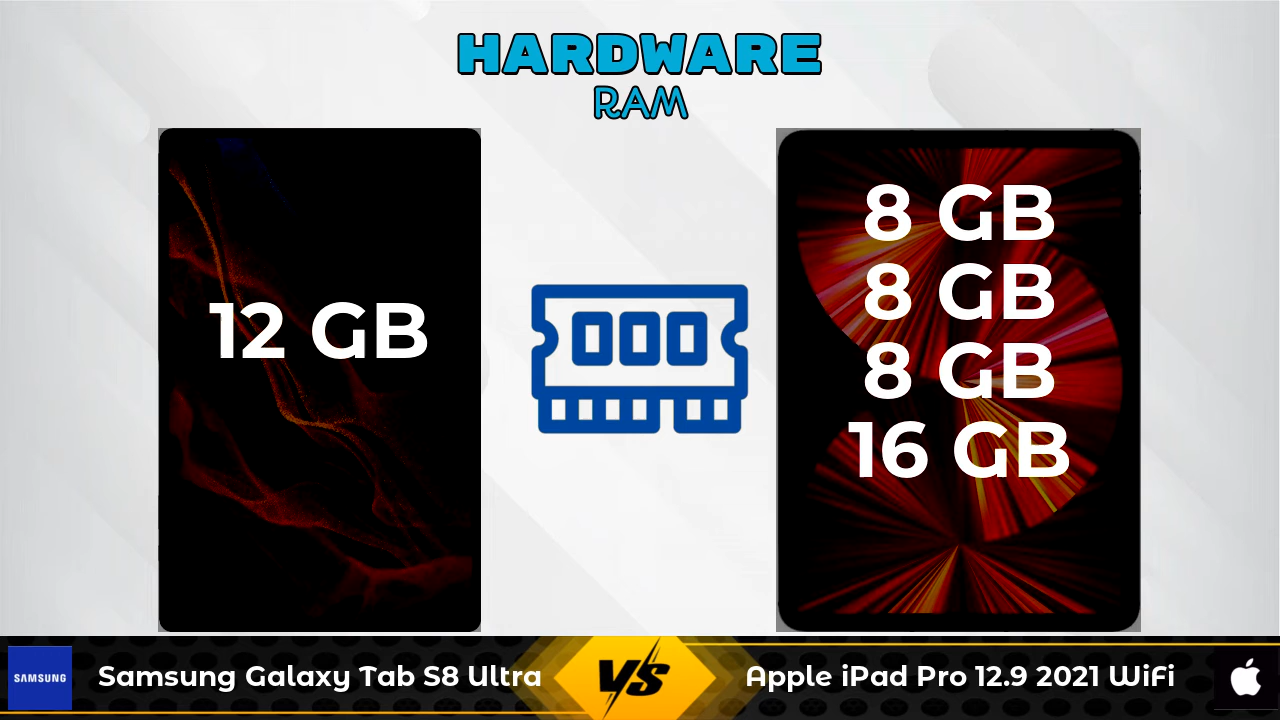 HARDWARE
RAM
12 GB
8 GB
8 GB
8 GB
16 GB
SAMSUNG
Samsung Galaxy Tab S8 Ultra
VS
Apple iPad Pro 12.9 2021 WiFi